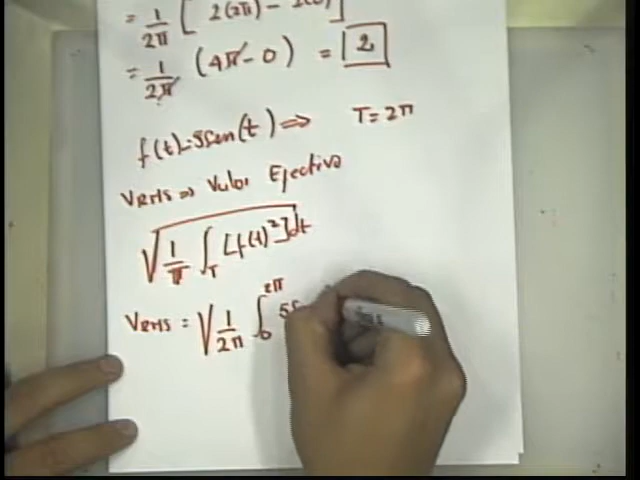 = 1/2π [ 2(2π) - 2(0) ]
= 1/2π (4π - 0) = 2
f(t)=5Sen(t) ⇒ T=2π
VRMS ⇒ Valor Efectivo
√ 1/T ∫T [f(t)²]dt
VRMS = √ 1/2π ∫0 2π 5S